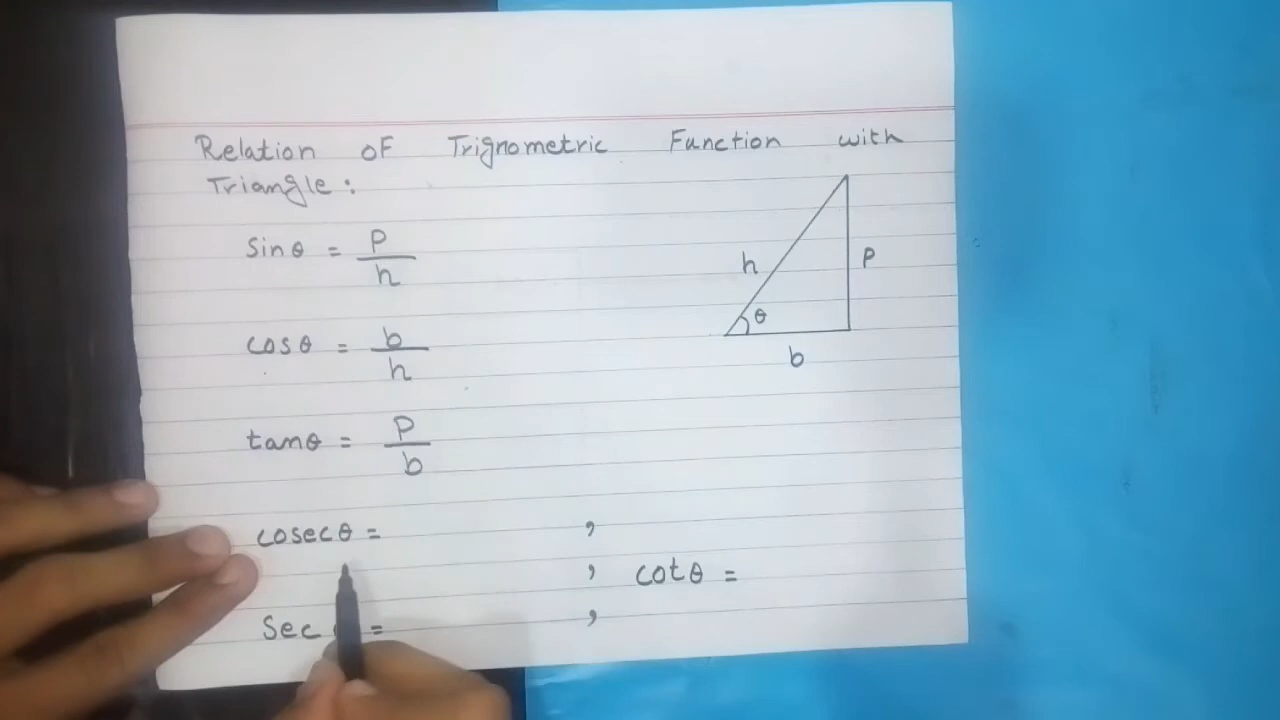 Relation of Trignometric Function with
Triangle:
sinθ = P/h
cosθ = b/h
tanθ = P/b
cosecθ = ,
, cotθ =
Sec = ,
h
P
θ
b